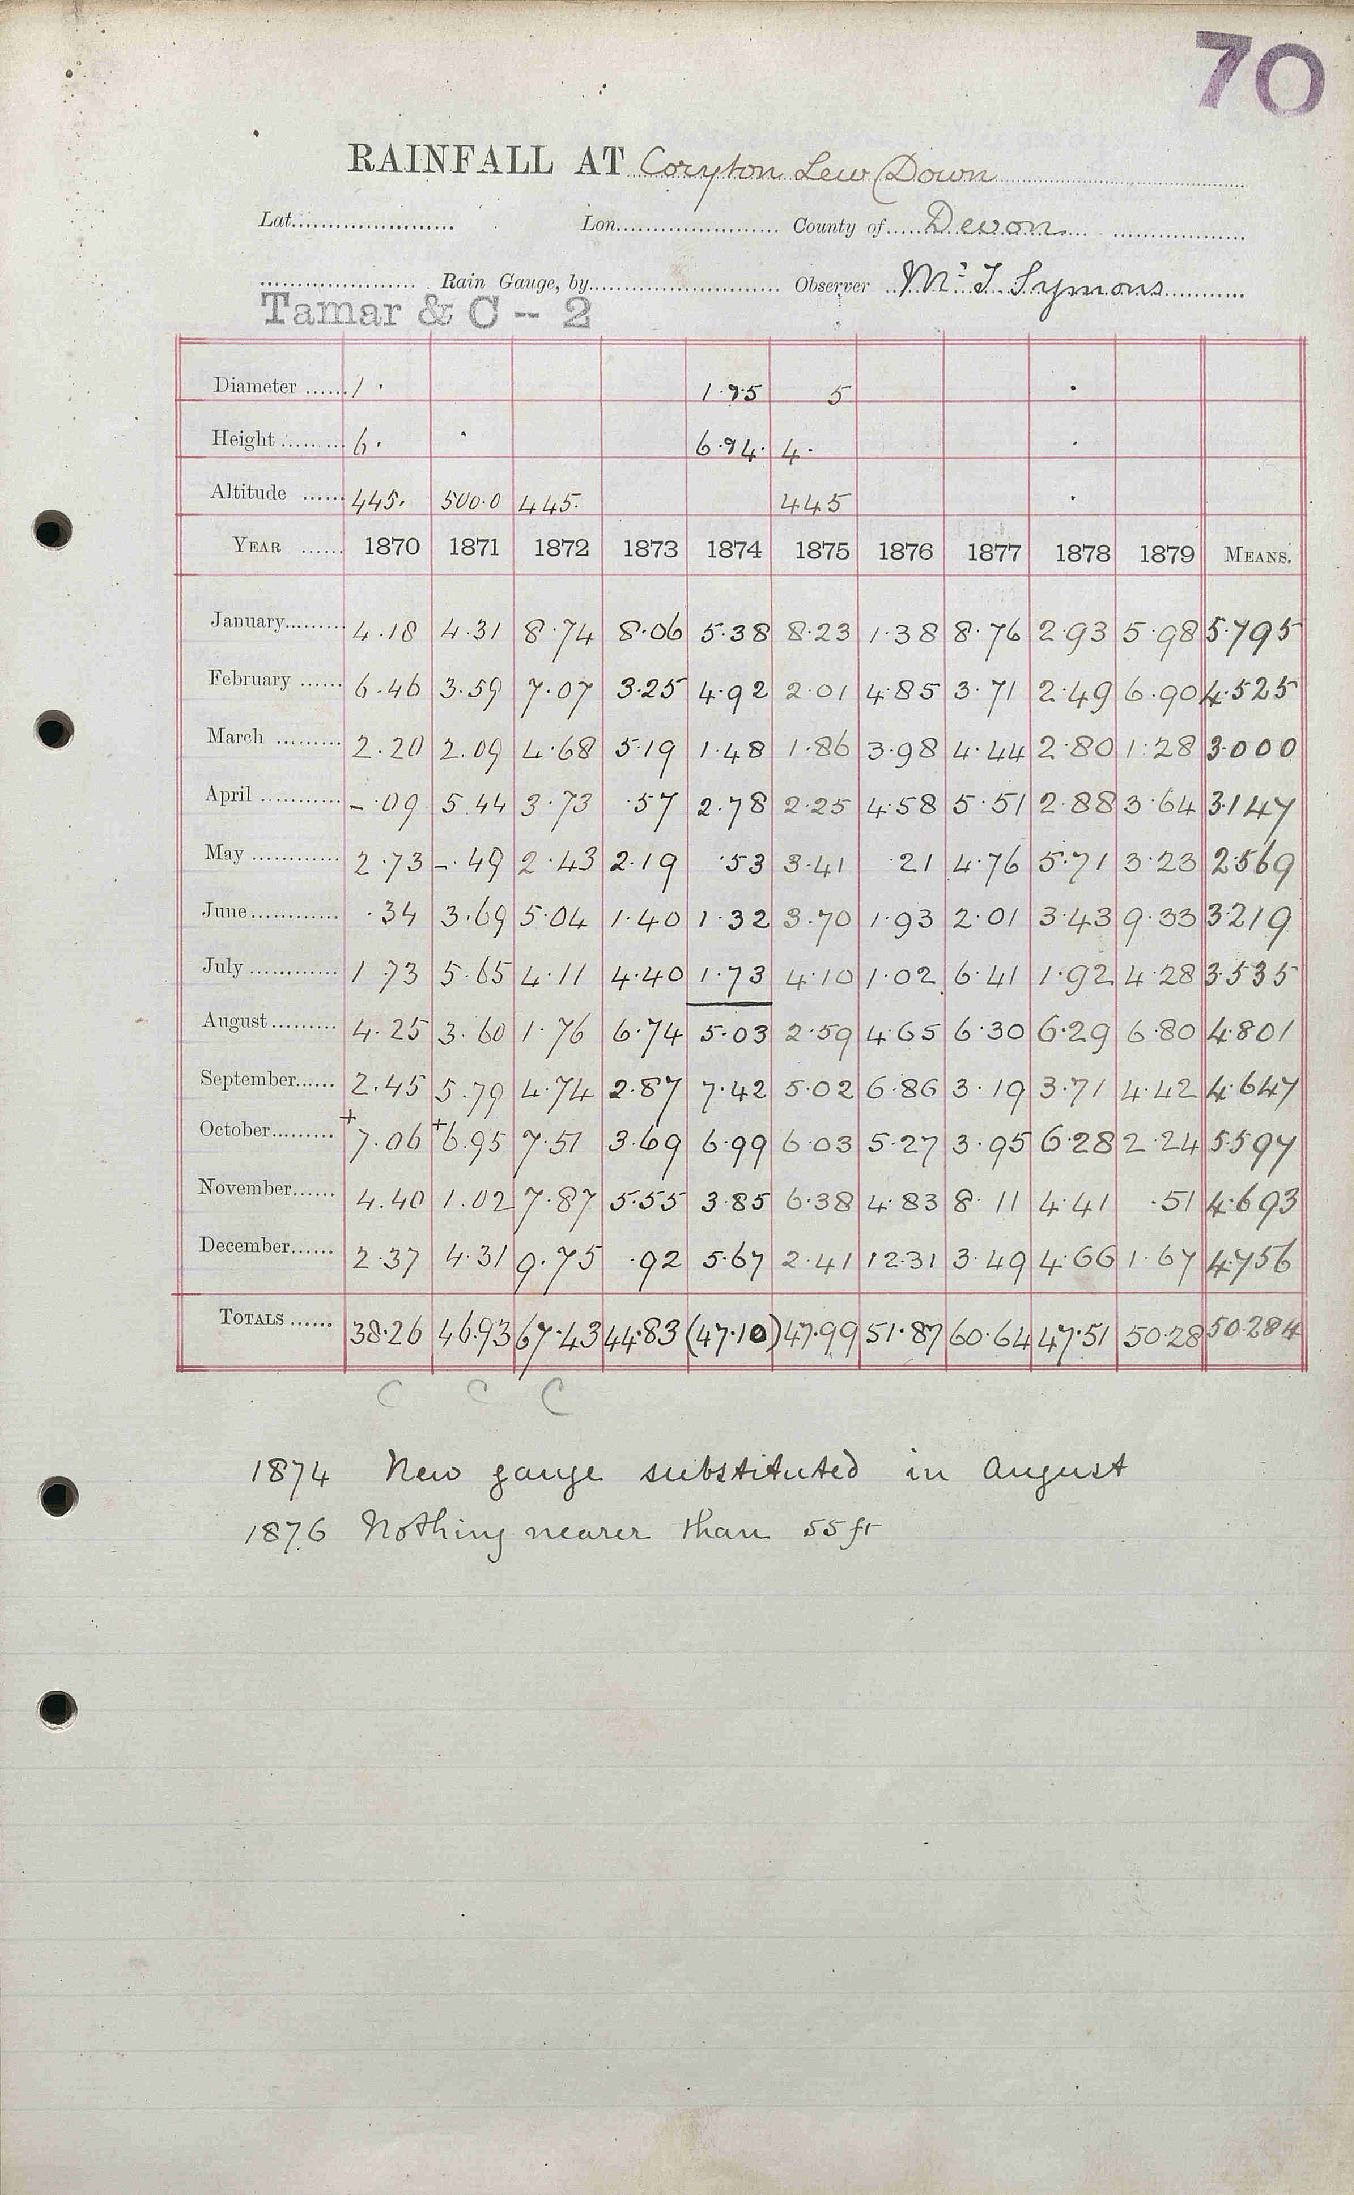 70
RAINFALL AT Coryton Lew Down
Lat. Lon. County of Devon
Rain Gauge, by Observer Mr T Symons
Tamar & C - 2
Diameter 1. 1.95 5
Height 6. 6.94. 4.
Altitude 445. 500.0 445. 445
YEAR 1870 1871 1872 1873 1874 1875 1876 1877 1878 1879 MEANS.
January 4.18 4.31 8.74 8.06 5.38 8.23 1.38 8.76 2.93 5.98 5.795
February 6.46 3.59 7.07 3.25 4.92 2.01 4.85 3.71 2.49 6.90 4.525
March 2.20 2.09 4.68 5.19 1.48 1.86 3.98 4.44 2.80 1.28 3.000
April -.09 5.44 3.73 .57 2.78 2.25 4.58 5.51 2.88 3.64 3.147
May 2.73 -.49 2.43 2.19 .53 3.41 .21 4.76 5.71 3.23 2.569
June .34 3.69 5.04 1.40 1.32 3.70 1.93 2.01 3.43 9.33 3.219
July 1.73 5.65 4.11 4.40 1.73 4.10 1.02 6.41 1.92 4.28 3.535
August 4.25 3.60 1.76 6.74 5.03 2.59 4.65 6.30 6.29 6.80 4.801
September 2.45 5.79 4.74 2.87 7.42 5.02 6.86 3.19 3.71 4.42 4.647
October +7.06 +6.95 7.51 3.69 6.99 6.03 5.27 3.95 6.28 2.24 5.597
November 4.40 1.02 7.87 5.55 3.85 6.38 4.83 8.11 4.41 .51 4.693
December 2.37 4.31 9.75 .92 5.67 2.41 12.31 3.49 4.66 1.67 4.756
TOTALS 38.26 46.93 67.43 44.83 (47.10) 47.99 51.87 60.64 47.51 50.28 50.284
C C C
1874 New gauge substituted in August
1876 Nothing nearer than 55 ft